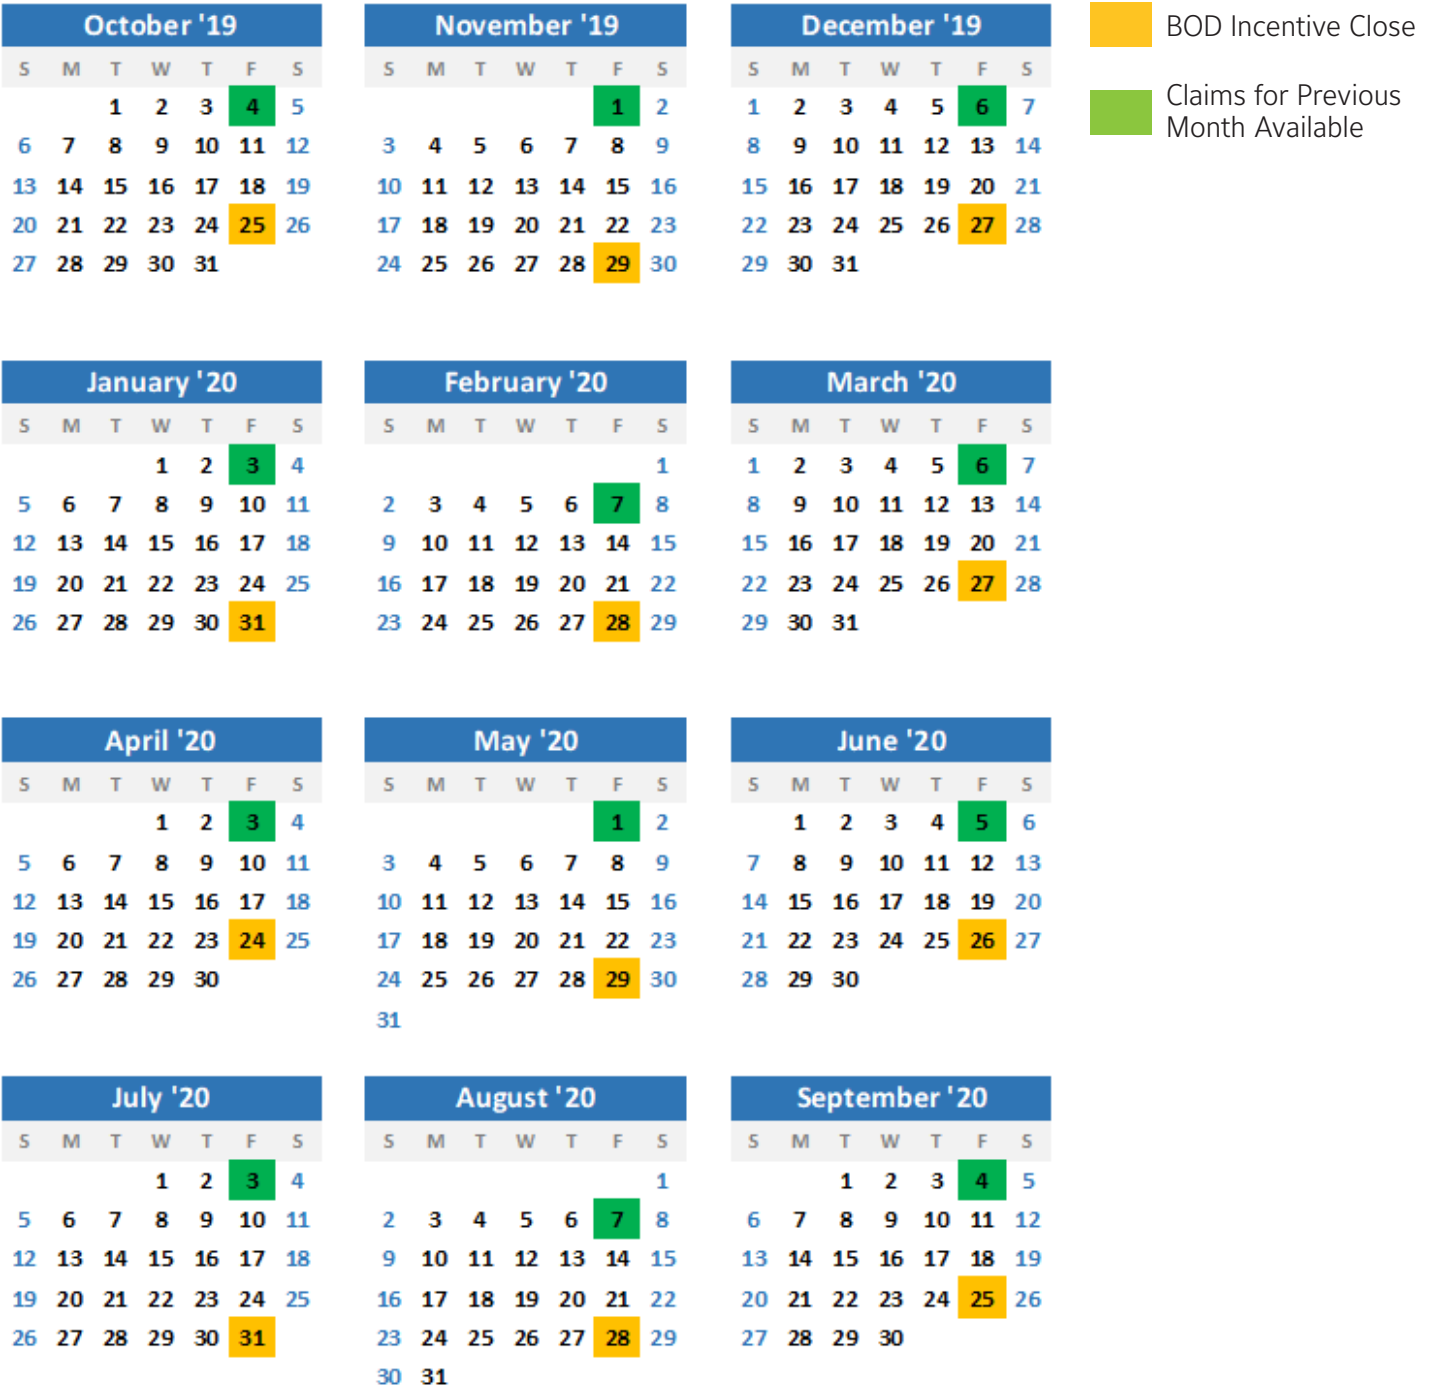 October '19
S M T W T F S
1 2 3 4 5
6 7 8 9 10 11 12
13 14 15 16 17 18 19
20 21 22 23 24 25 26
27 28 29 30 31
November '19
S M T W T F S
1 2
3 4 5 6 7 8 9
10 11 12 13 14 15 16
17 18 19 20 21 22 23
24 25 26 27 28 29 30
December '19
S M T W T F S
1 2 3 4 5 6 7
8 9 10 11 12 13 14
15 16 17 18 19 20 21
22 23 24 25 26 27 28
29 30 31
BOD Incentive Close
Claims for Previous
Month Available
January '20
S M T W T F S
1 2 3 4
5 6 7 8 9 10 11
12 13 14 15 16 17 18
19 20 21 22 23 24 25
26 27 28 29 30 31
February '20
S M T W T F S
1
2 3 4 5 6 7 8
9 10 11 12 13 14 15
16 17 18 19 20 21 22
23 24 25 26 27 28 29
March '20
S M T W T F S
1 2 3 4 5 6 7
8 9 10 11 12 13 14
15 16 17 18 19 20 21
22 23 24 25 26 27 28
29 30 31
April '20
S M T W T F S
1 2 3 4
5 6 7 8 9 10 11
12 13 14 15 16 17 18
19 20 21 22 23 24 25
26 27 28 29 30
May '20
S M T W T F S
1 2
3 4 5 6 7 8 9
10 11 12 13 14 15 16
17 18 19 20 21 22 23
24 25 26 27 28 29 30
31
June '20
S M T W T F S
1 2 3 4 5 6
7 8 9 10 11 12 13
14 15 16 17 18 19 20
21 22 23 24 25 26 27
28 29 30
July '20
S M T W T F S
1 2 3 4
5 6 7 8 9 10 11
12 13 14 15 16 17 18
19 20 21 22 23 24 25
26 27 28 29 30 31
August '20
S M T W T F S
1
2 3 4 5 6 7 8
9 10 11 12 13 14 15
16 17 18 19 20 21 22
23 24 25 26 27 28 29
30 31
September '20
S M T W T F S
1 2 3 4 5
6 7 8 9 10 11 12
13 14 15 16 17 18 19
20 21 22 23 24 25 26
27 28 29 30